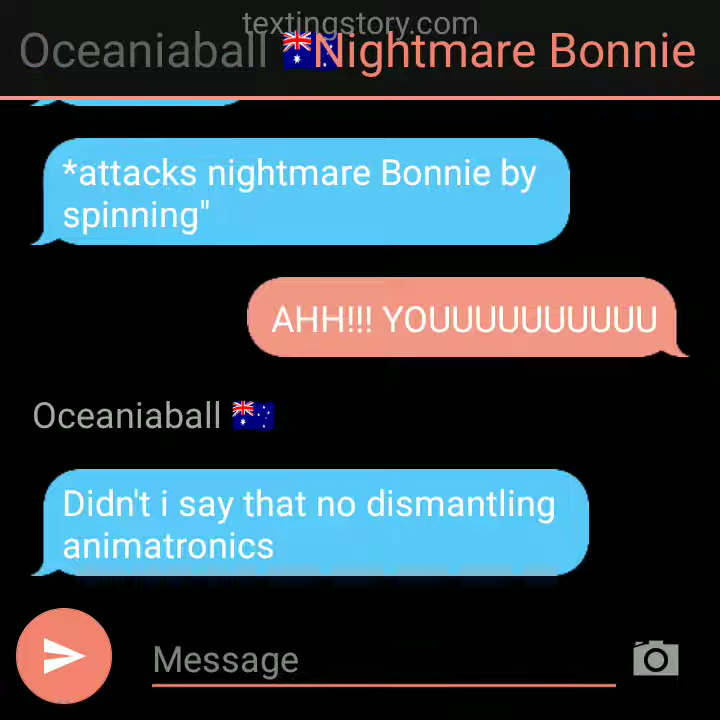 textingstory.com
Oceaniaball 🇦🇺Nightmare Bonnie
*attacks nightmare Bonnie by
spinning"
AHH!!! YOUUUUUUUUUU
Oceaniaball 🇦🇺
Didn't i say that no dismantling
animatronics
Message